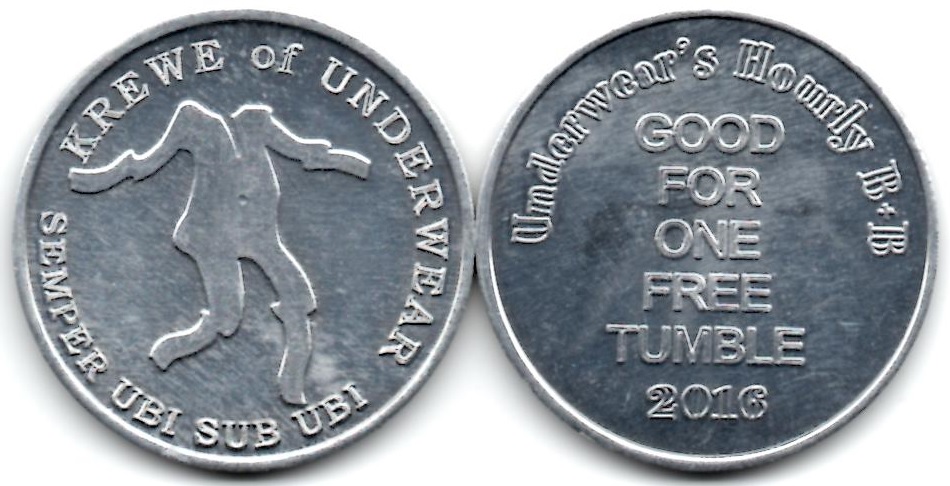 KREWE of UNDERWEAR
SEMPER UBI SUB UBI
Underwear's Hourly B+B
GOOD
FOR
ONE
FREE
TUMBLE
2016